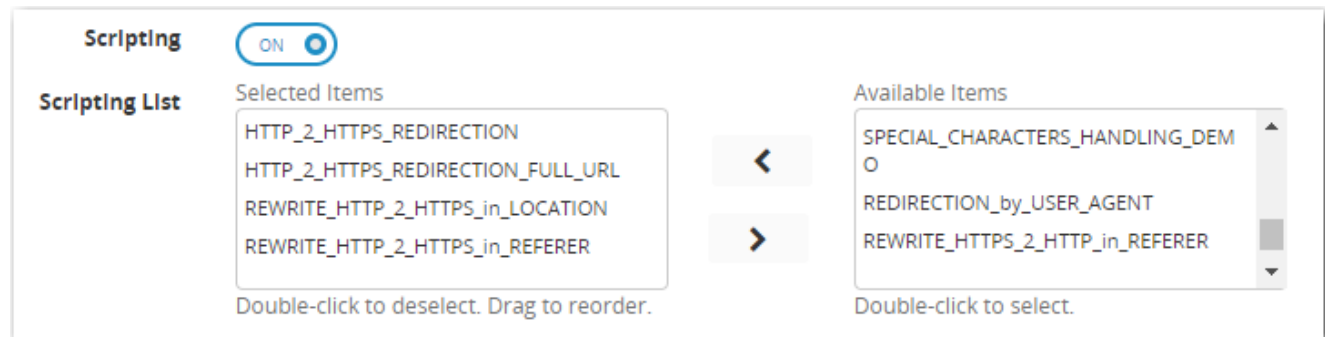 Scripting
ON
Scripting List
Selected Items
HTTP_2_HTTPS_REDIRECTION
HTTP_2_HTTPS_REDIRECTION_FULL_URL
REWRITE_HTTP_2_HTTPS_in_LOCATION
REWRITE_HTTP_2_HTTPS_in_REFERER
Double-click to deselect. Drag to reorder.
Available Items
SPECIAL_CHARACTERS_HANDLING_DEM
O
REDIRECTION_by_USER_AGENT
REWRITE_HTTPS_2_HTTP_in_REFERER
Double-click to select.